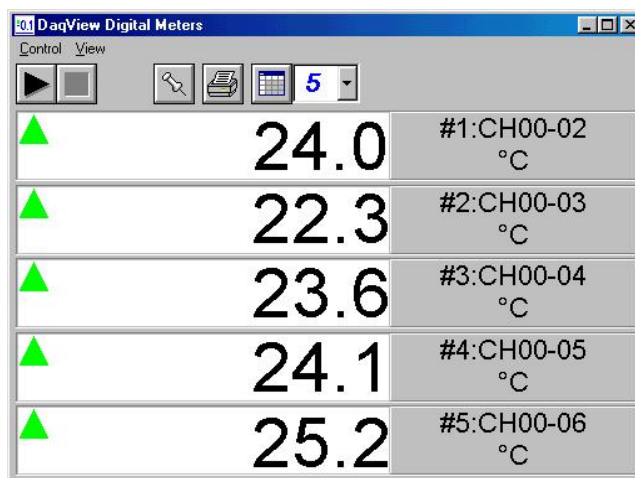 DaqView Digital Meters
Control View
5
24.0
#1:CH00-02
°C
22.3
#2:CH00-03
°C
23.6
#3:CH00-04
°C
24.1
#4:CH00-05
°C
25.2
#5:CH00-06
°C